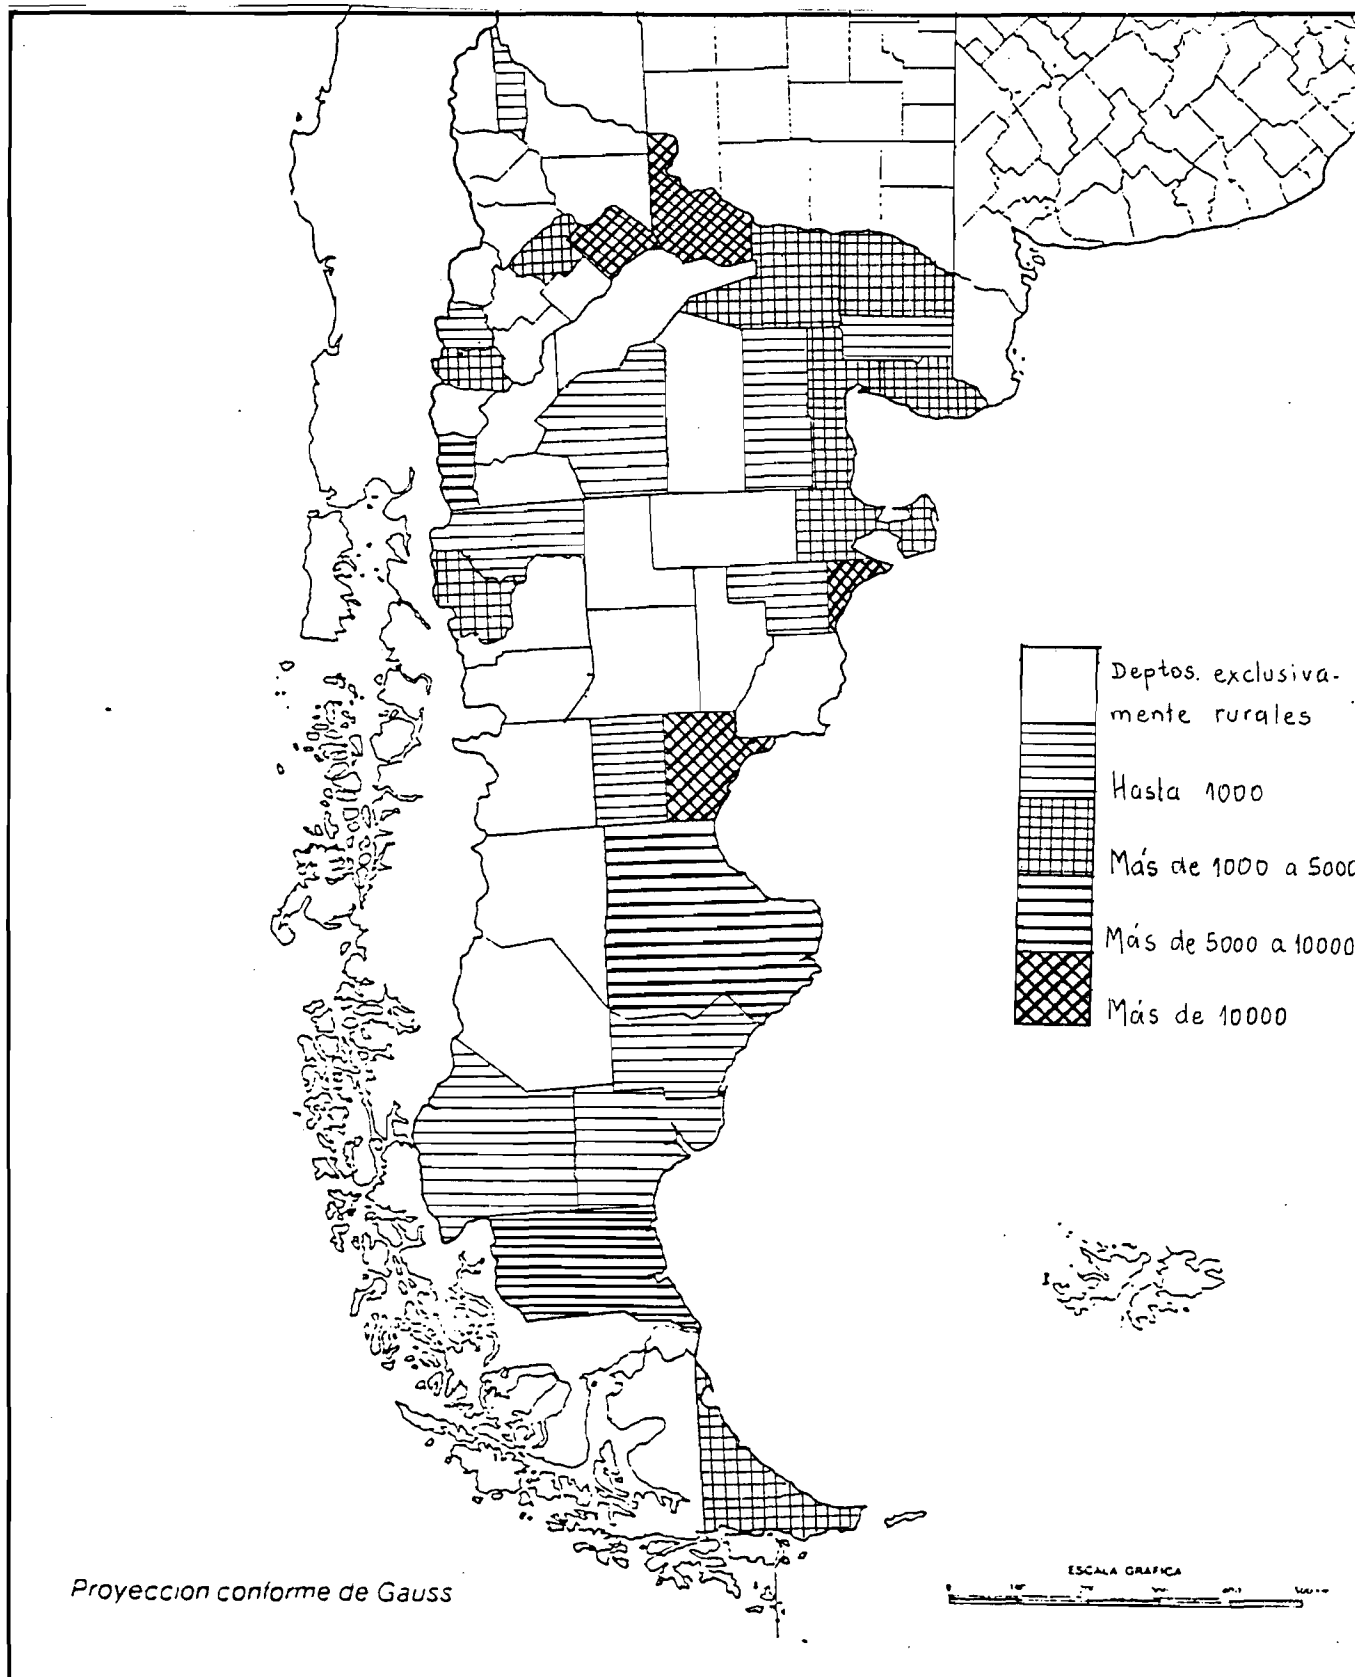 Deptos. exclusiva-
mente rurales
Hasta 1000
Más de 1000 a 5000
Más de 5000 a 10000
Más de 10000
ESCALA GRAFICA
Proyeccion conforme de Gauss